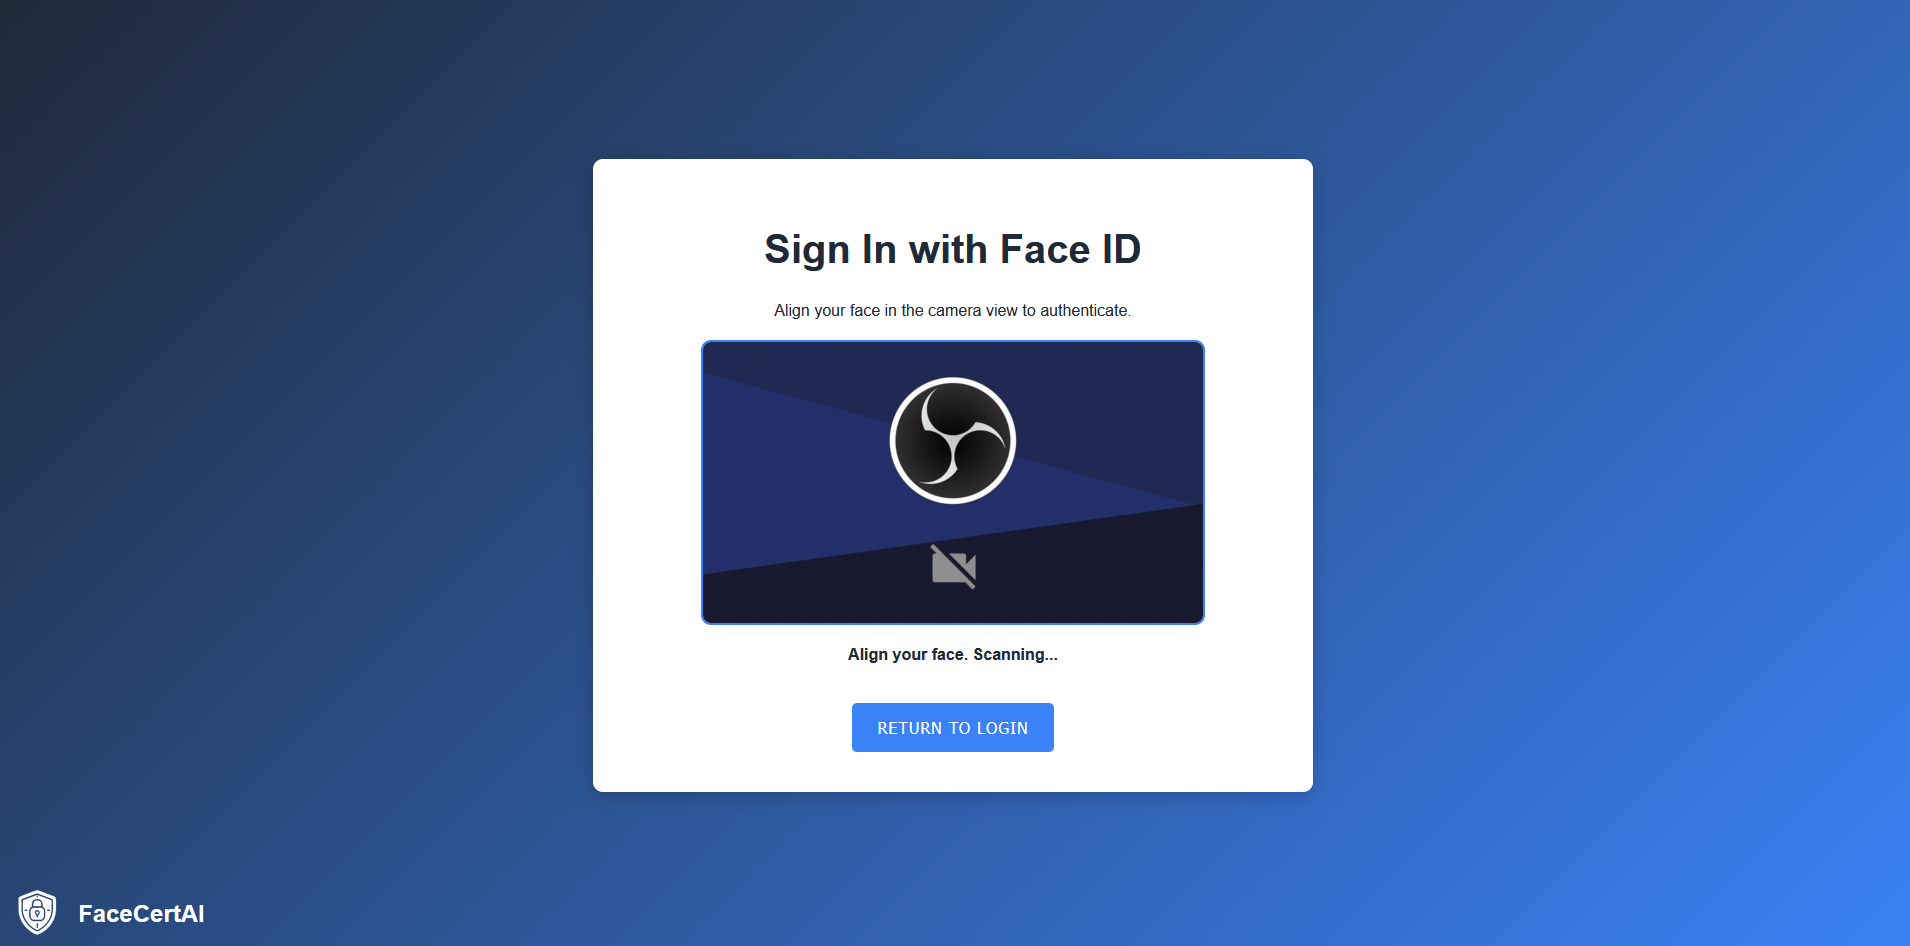 Sign In with Face ID
Align your face in the camera view to authenticate.
Align your face. Scanning...
RETURN TO LOGIN
FaceCertAI